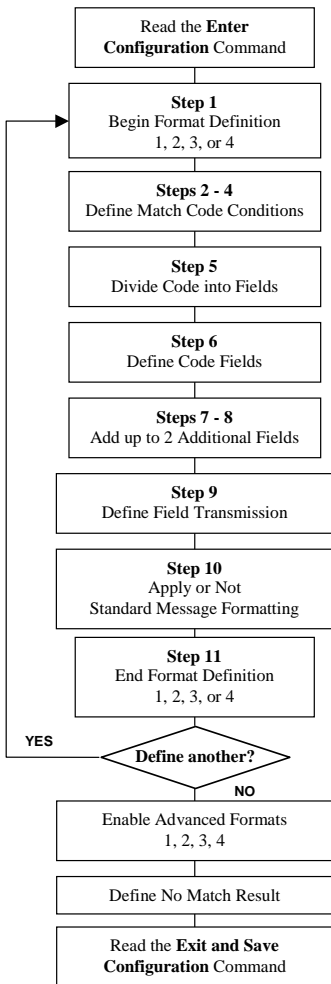 Read the Enter
Configuration Command
Step 1
Begin Format Definition
1, 2, 3, or 4
Steps 2 - 4
Define Match Code Conditions
Step 5
Divide Code into Fields
Step 6
Define Code Fields
Steps 7 - 8
Add up to 2 Additional Fields
Step 9
Define Field Transmission
Step 10
Apply or Not
Standard Message Formatting
Step 11
End Format Definition
1, 2, 3, or 4
YES
Define another?
NO
Enable Advanced Formats
1, 2, 3, 4
Define No Match Result
Read the Exit and Save
Configuration Command